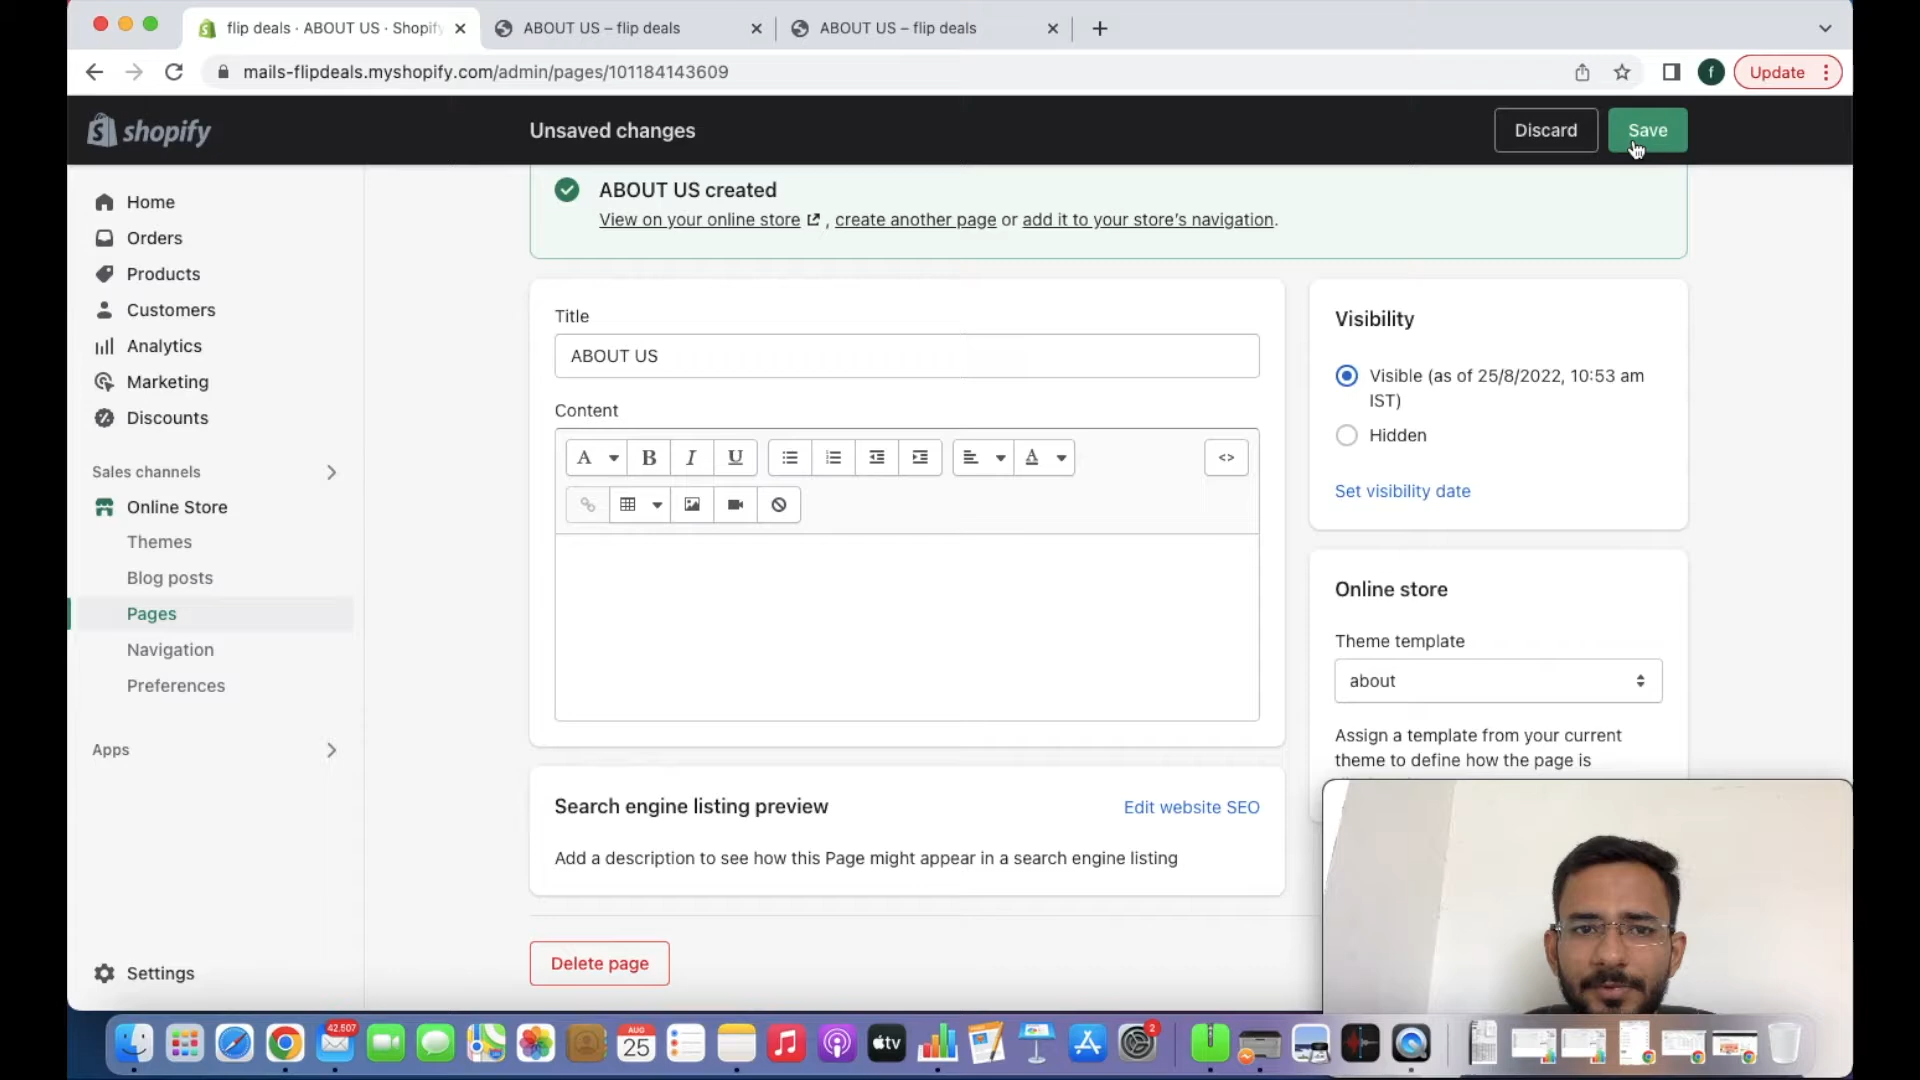 flip deals · ABOUT US · Shopify
ABOUT US – flip deals
ABOUT US – flip deals
mails-flipdeals.myshopify.com/admin/pages/101184143609
f
Update
shopify
Unsaved changes
Discard
Save
ABOUT US created
View on your online store , create another page or add it to your store's navigation.
Home
Orders
Products
Customers
Analytics
Marketing
Discounts
Sales channels
Online Store
Themes
Blog posts
Pages
Navigation
Preferences
Apps
Settings
Title
ABOUT US
Content
A
B
I
U
A
<>
Search engine listing preview
Edit website SEO
Add a description to see how this Page might appear in a search engine listing
Delete page
Visibility
Visible (as of 25/8/2022, 10:53 am
IST)
Hidden
Set visibility date
Online store
Theme template
about
Assign a template from your current
theme to define how the page is
42,507
AUG
25
tv
2